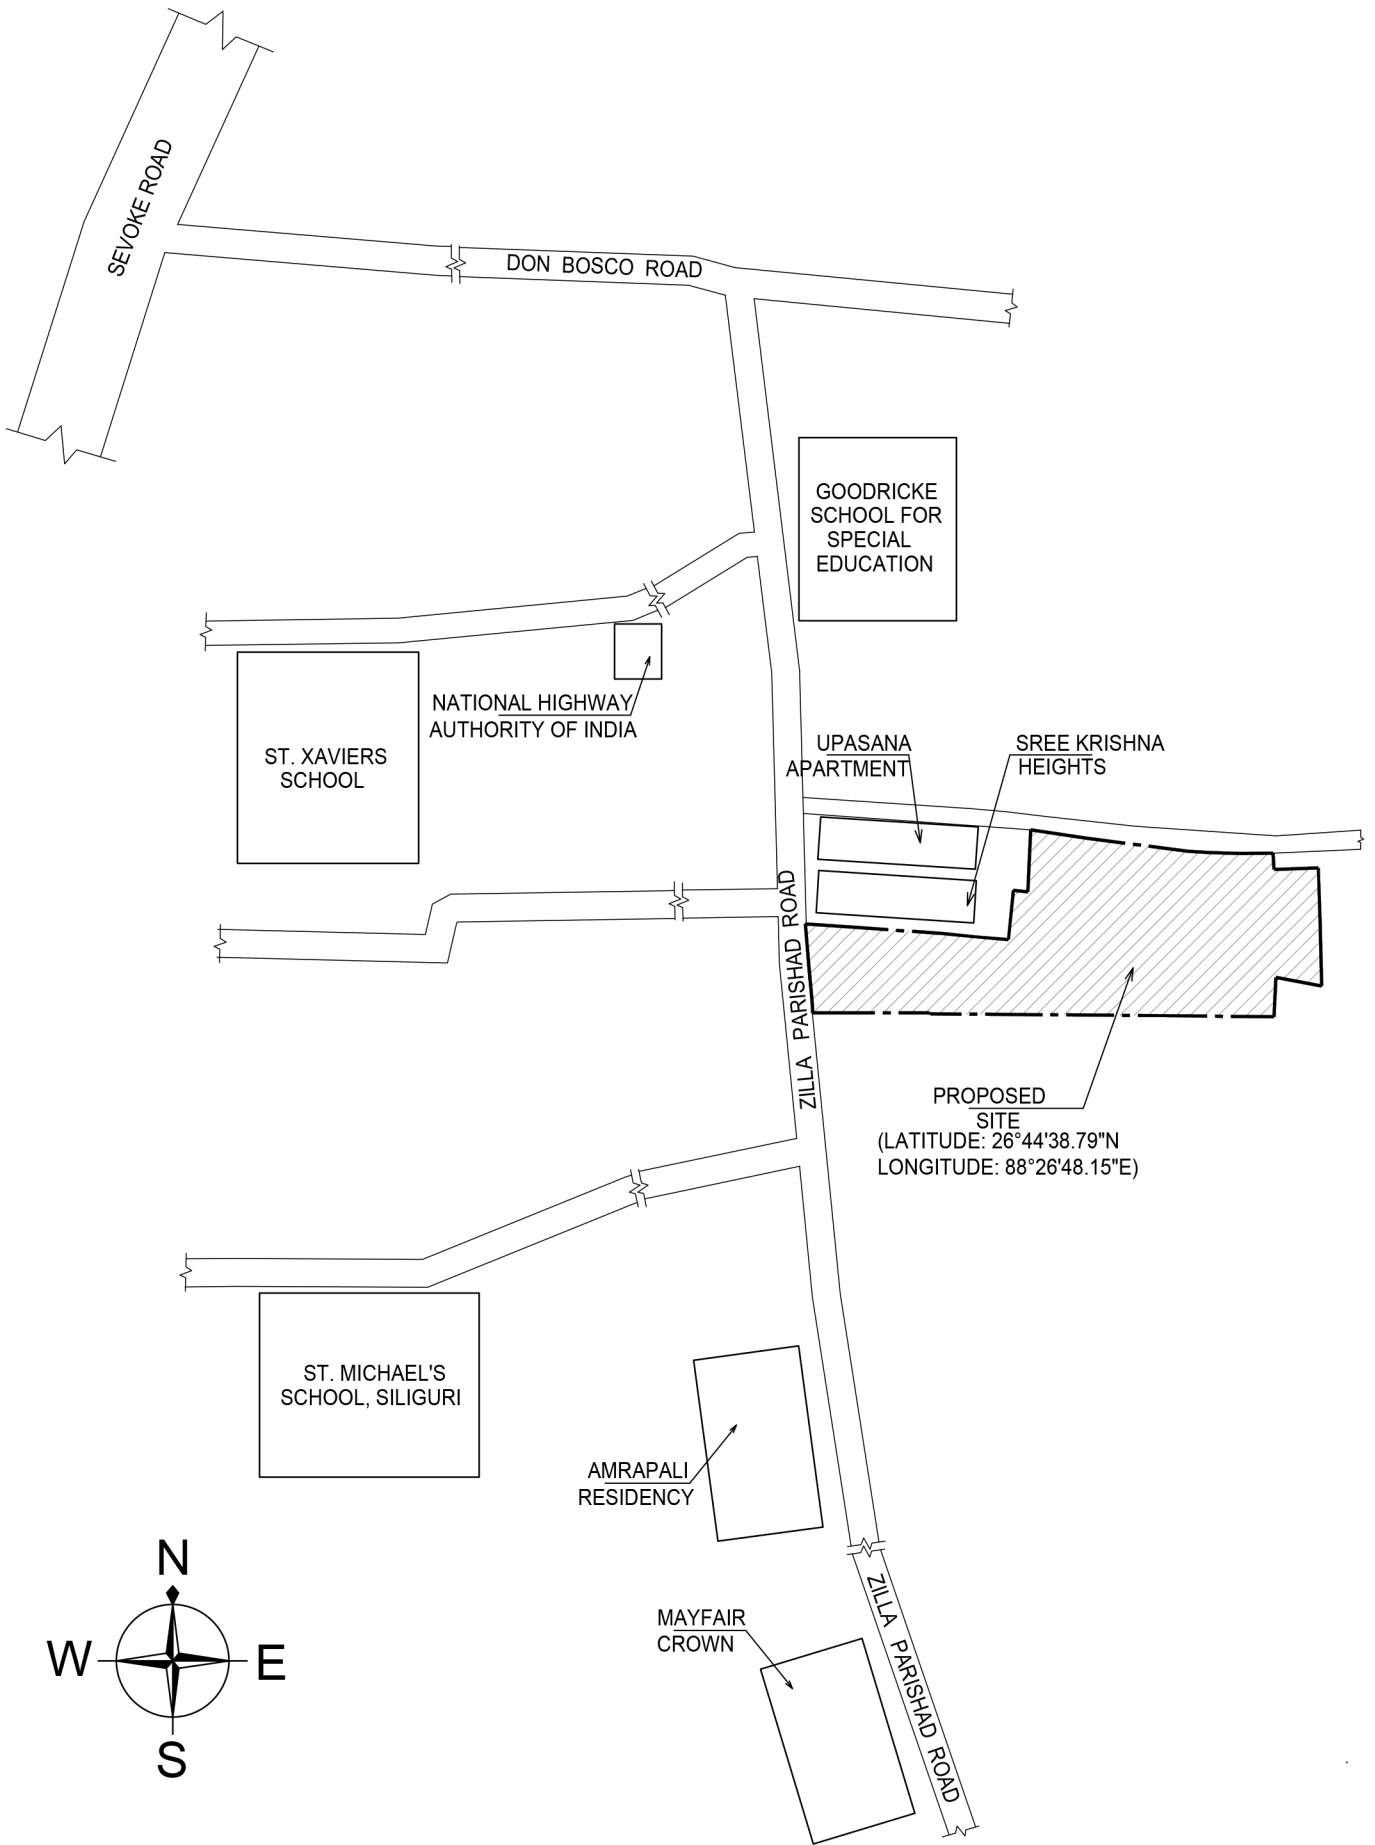 SEVOKE ROAD
DON BOSCO ROAD
GOODRICKE
SCHOOL FOR
SPECIAL
EDUCATION
NATIONAL HIGHWAY
AUTHORITY OF INDIA
ST. XAVIERS
SCHOOL
UPASANA
APARTMENT
SREE KRISHNA
HEIGHTS
ZILLA PARISHAD ROAD
PROPOSED
SITE
(LATITUDE: 26°44'38.79"N
LONGITUDE: 88°26'48.15"E)
ST. MICHAEL'S
SCHOOL, SILIGURI
AMRAPALI
RESIDENCY
MAYFAIR
CROWN
ZILLA PARISHAD ROAD
N
W
E
S